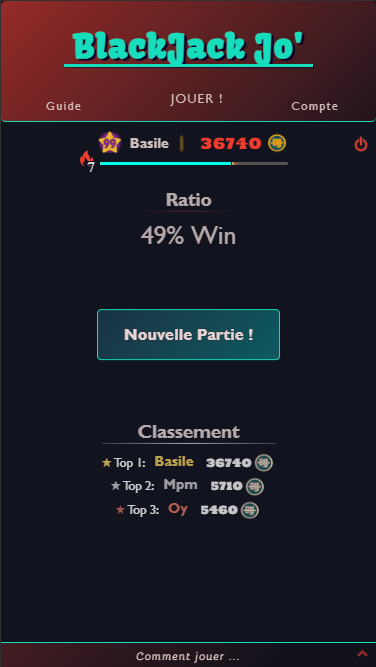 BlackJack Jo'
Guide JOUER ! Compte
99 Basile 36740
7
Ratio
49% Win
Nouvelle Partie !
Classement
Top 1: Basile 36740
Top 2: Mpm 5710
Top 3: Oy 5460
Comment jouer ...